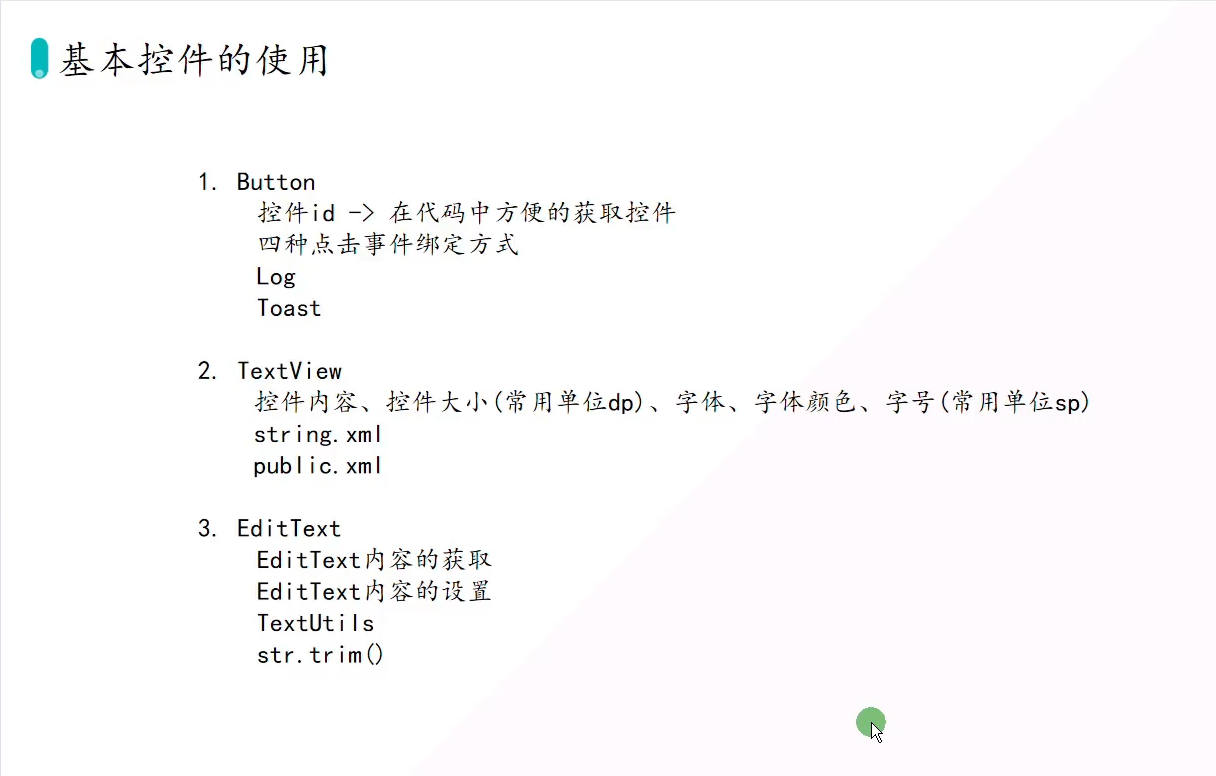 基本控件的使用
1. Button
控件id -> 在代码中方便的获取控件
四种点击事件绑定方式
Log
Toast
2. TextView
控件内容、控件大小(常用单位dp)、字体、字体颜色、字号(常用单位sp)
string.xml
public.xml
3. EditText
EditText内容的获取
EditText内容的设置
TextUtils
str.trim()